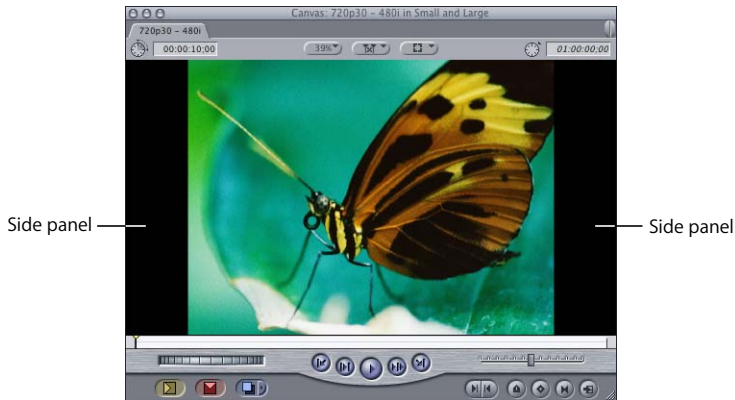 Canvas: 720p30 – 480i in Small and Large
720p30 – 480i
00:00:10;00
39%
01:00:00;00
Side panel
Side panel